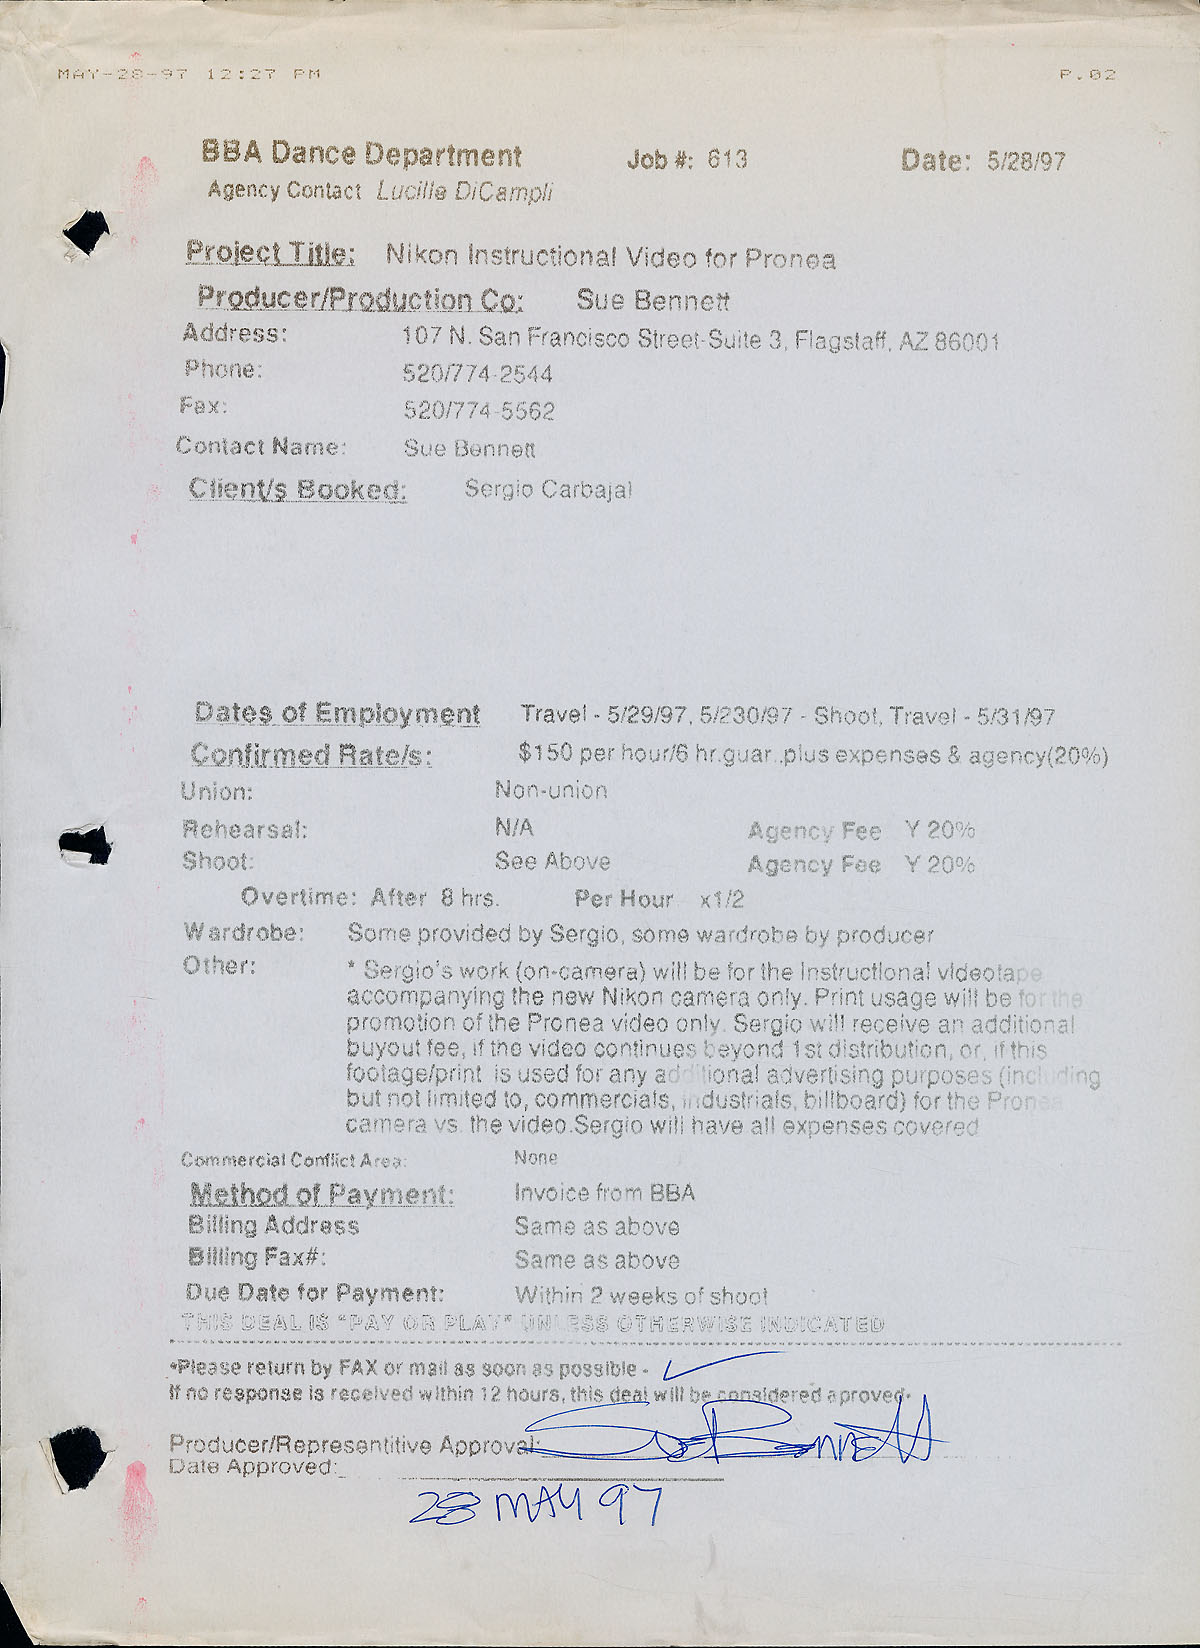 MAY-28-97 12:27 PM P.02
BBA Dance Department Job #: 613 Date: 5/28/97
Agency Contact Lucille DiCampli
Project Title: Nikon Instructional Video for Pronea
Producer/Production Co: Sue Bennett
Address: 107 N. San Francisco Street-Suite 3, Flagstaff, AZ 86001
Phone: 520/774-2544
Fax: 520/774-5562
Contact Name: Sue Bennett
Client/s Booked: Sergio Carbajal
Dates of Employment Travel - 5/29/97, 5/230/97 - Shoot, Travel - 5/31/97
Confirmed Rate/s: $150 per hour/6 hr.guar..plus expenses & agency(20%)
Union: Non-union
Rehearsal: N/A Agency Fee Y 20%
Shoot: See Above Agency Fee Y 20%
Overtime: After 8 hrs. Per Hour x1/2
Wardrobe: Some provided by Sergio, some wardrobe by producer
Other: * Sergio's work (on-camera) will be for the instructional videotape
accompanying the new Nikon camera only. Print usage will be for the
promotion of the Pronea video only. Sergio will receive an additional
buyout fee, if the video continues beyond 1st distribution, or, if this
footage/print is used for any additional advertising purposes (including
but not limited to, commercials, industrials, billboard) for the Pronea
camera vs. the video.Sergio will have all expenses covered
Commercial Conflict Area: None
Method of Payment: Invoice from BBA
Billing Address Same as above
Billing Fax#: Same as above
Due Date for Payment: Within 2 weeks of shoot
THIS DEAL IS "PAY OR PLAY" UNLESS OTHERWISE INDICATED
•Please return by FAX or mail as soon as possible -
If no response is received within 12 hours, this deal will be considered aproved•
Producer/Representitive Approval: Sue Bennett
Date Approved:
28 MAY 97